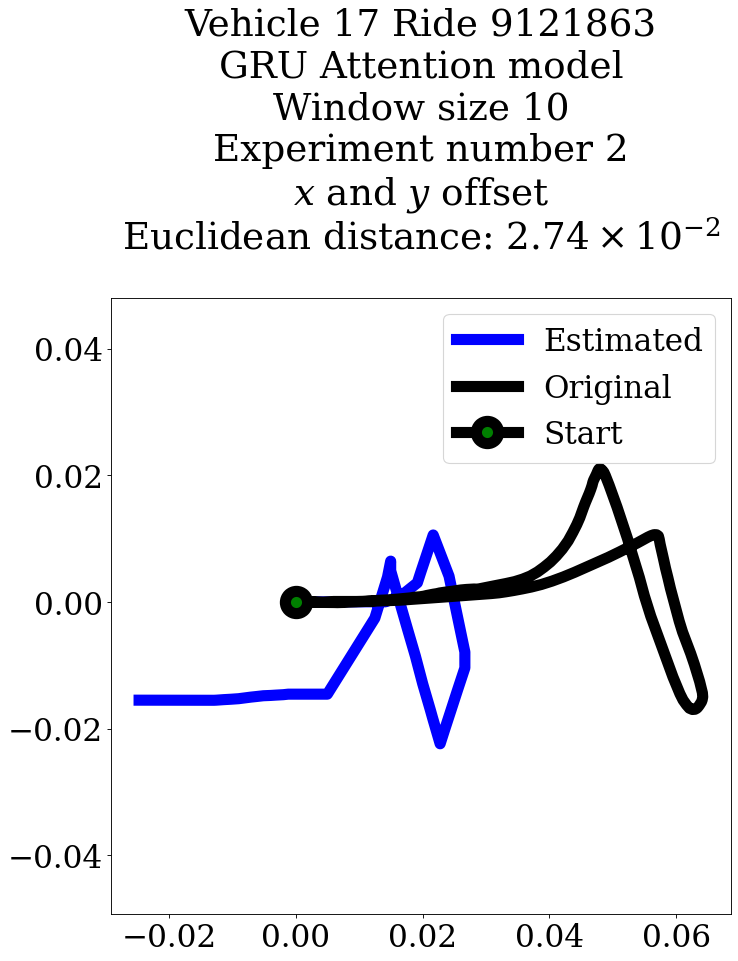 Vehicle 17 Ride 9121863
GRU Attention model
Window size 10
Experiment number 2
x and y offset
Euclidean distance: 2.74 × 10⁻²
Estimated
Original
Start
0.04
0.02
0.00
−0.02
−0.04
−0.02 0.00 0.02 0.04 0.06